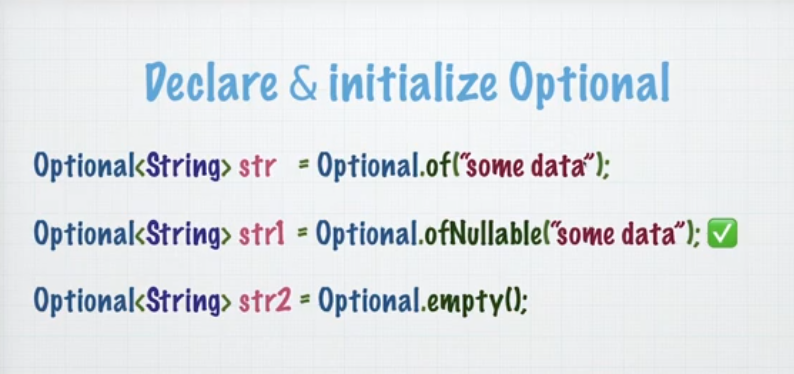 Declare & initialize Optional
Optional<String> str = Optional.of(“some data”);
Optional<String> str1 = Optional.ofNullable(“some data”); ✅
Optional<String> str2 = Optional.empty();